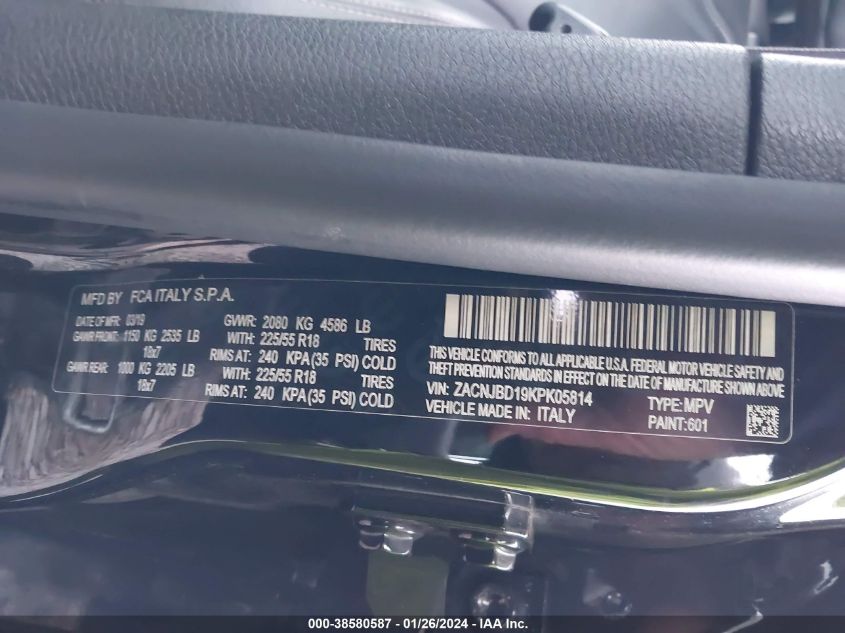 MFD BY FCA ITALY S.P.A.
DATE OF MFR: 03/19 GVWR: 2080 KG 4586 LB
GAWR FRONT: 1150 KG 2535 LB WITH: 225/55 R18 TIRES
18x7 RIMS AT: 240 KPA(35 PSI) COLD
GAWR REAR: 1000 KG 2205 LB WITH: 225/55 R18 TIRES
18x7 RIMS AT: 240 KPA(35 PSI) COLD
THIS VEHICLE CONFORMS TO ALL APPLICABLE U.S.A. FEDERAL MOTOR VEHICLE SAFETY AND
THEFT PREVENTION STANDARDS IN EFFECT ON THE DATE OF MANUFACTURE SHOWN ABOVE
VIN: ZACNJBD19KPK05814 TYPE: MPV
VEHICLE MADE IN: ITALY PAINT:601
000-38580587 - 01/26/2024 - IAAI.com